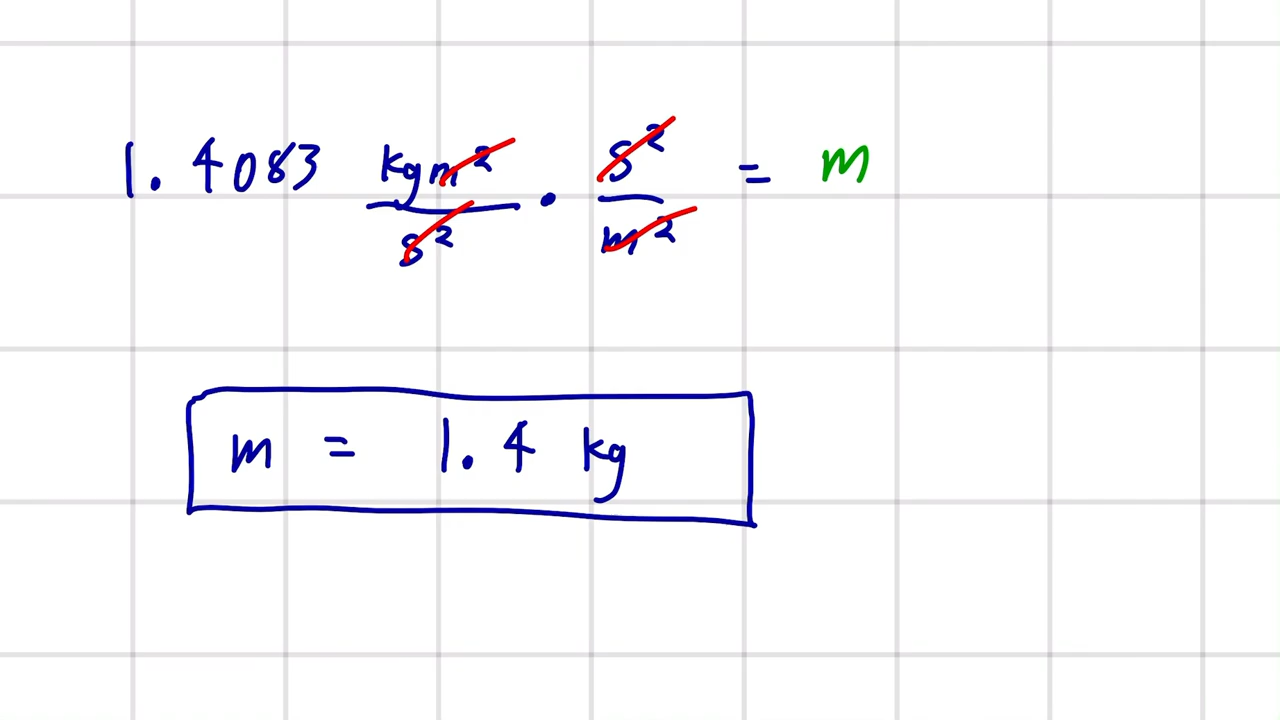 1.4083 kgm²/s² · s²/m² = m
m = 1.4 kg